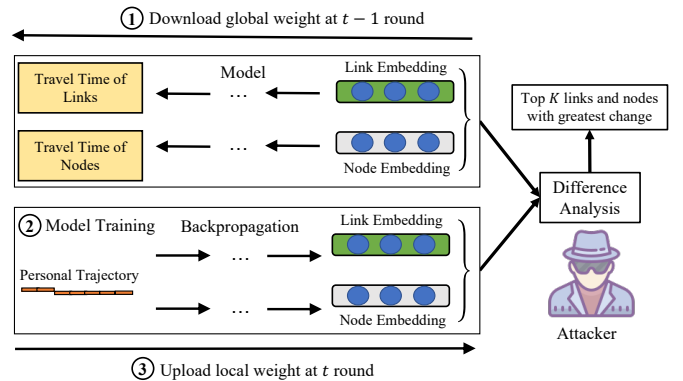 1 Download global weight at t − 1 round
Travel Time of
Links
Model
...
Link Embedding
Travel Time of
Nodes
...
Node Embedding
Top K links and nodes
with greatest change
Difference
Analysis
Attacker
2 Model Training
Backpropagation
Link Embedding
...
Personal Trajectory
...
Node Embedding
3 Upload local weight at t round